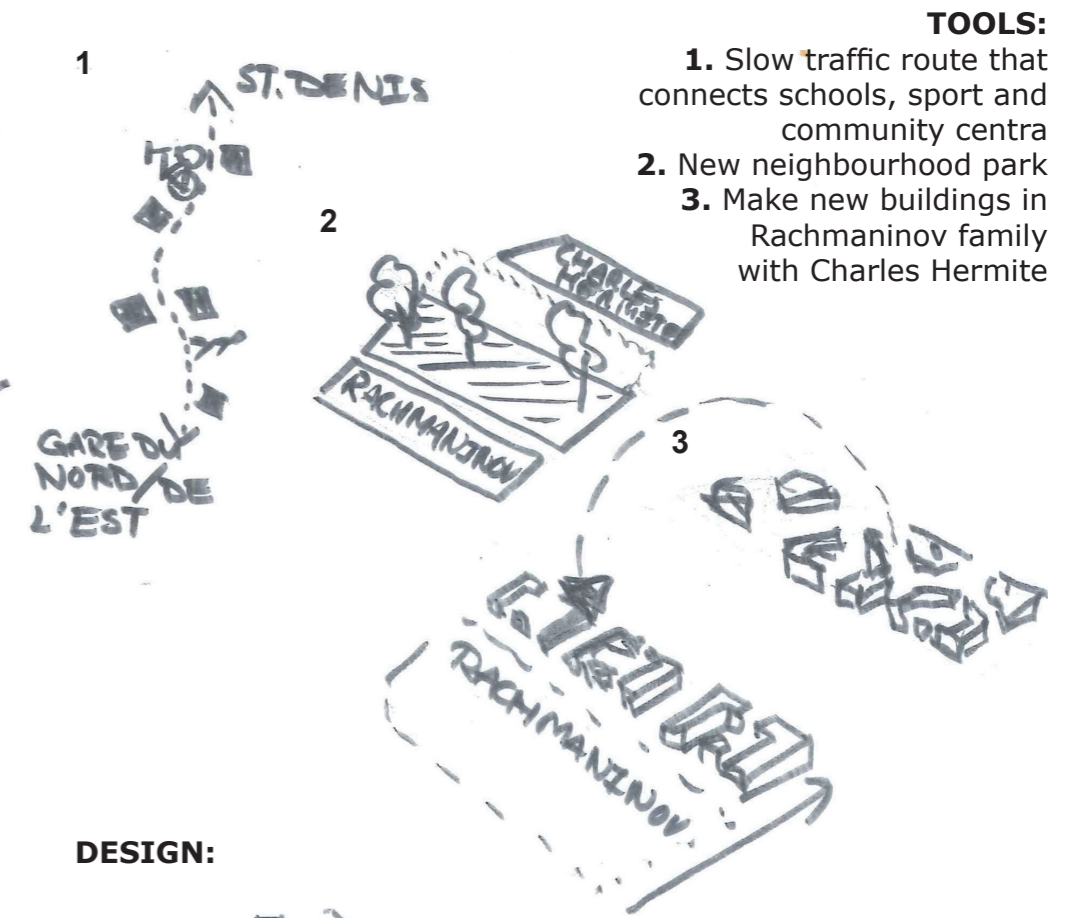 TOOLS:
1. Slow traffic route that
connects schools, sport and
community centra
2. New neighbourhood park
3. Make new buildings in
Rachmaninov family
with Charles Hermite
1
ST. DENIS
GARE DU
NORD/DE
L'EST
2
CHARLES
HERMITE
RACHMANINOV
3
RACHMANINOV
DESIGN: